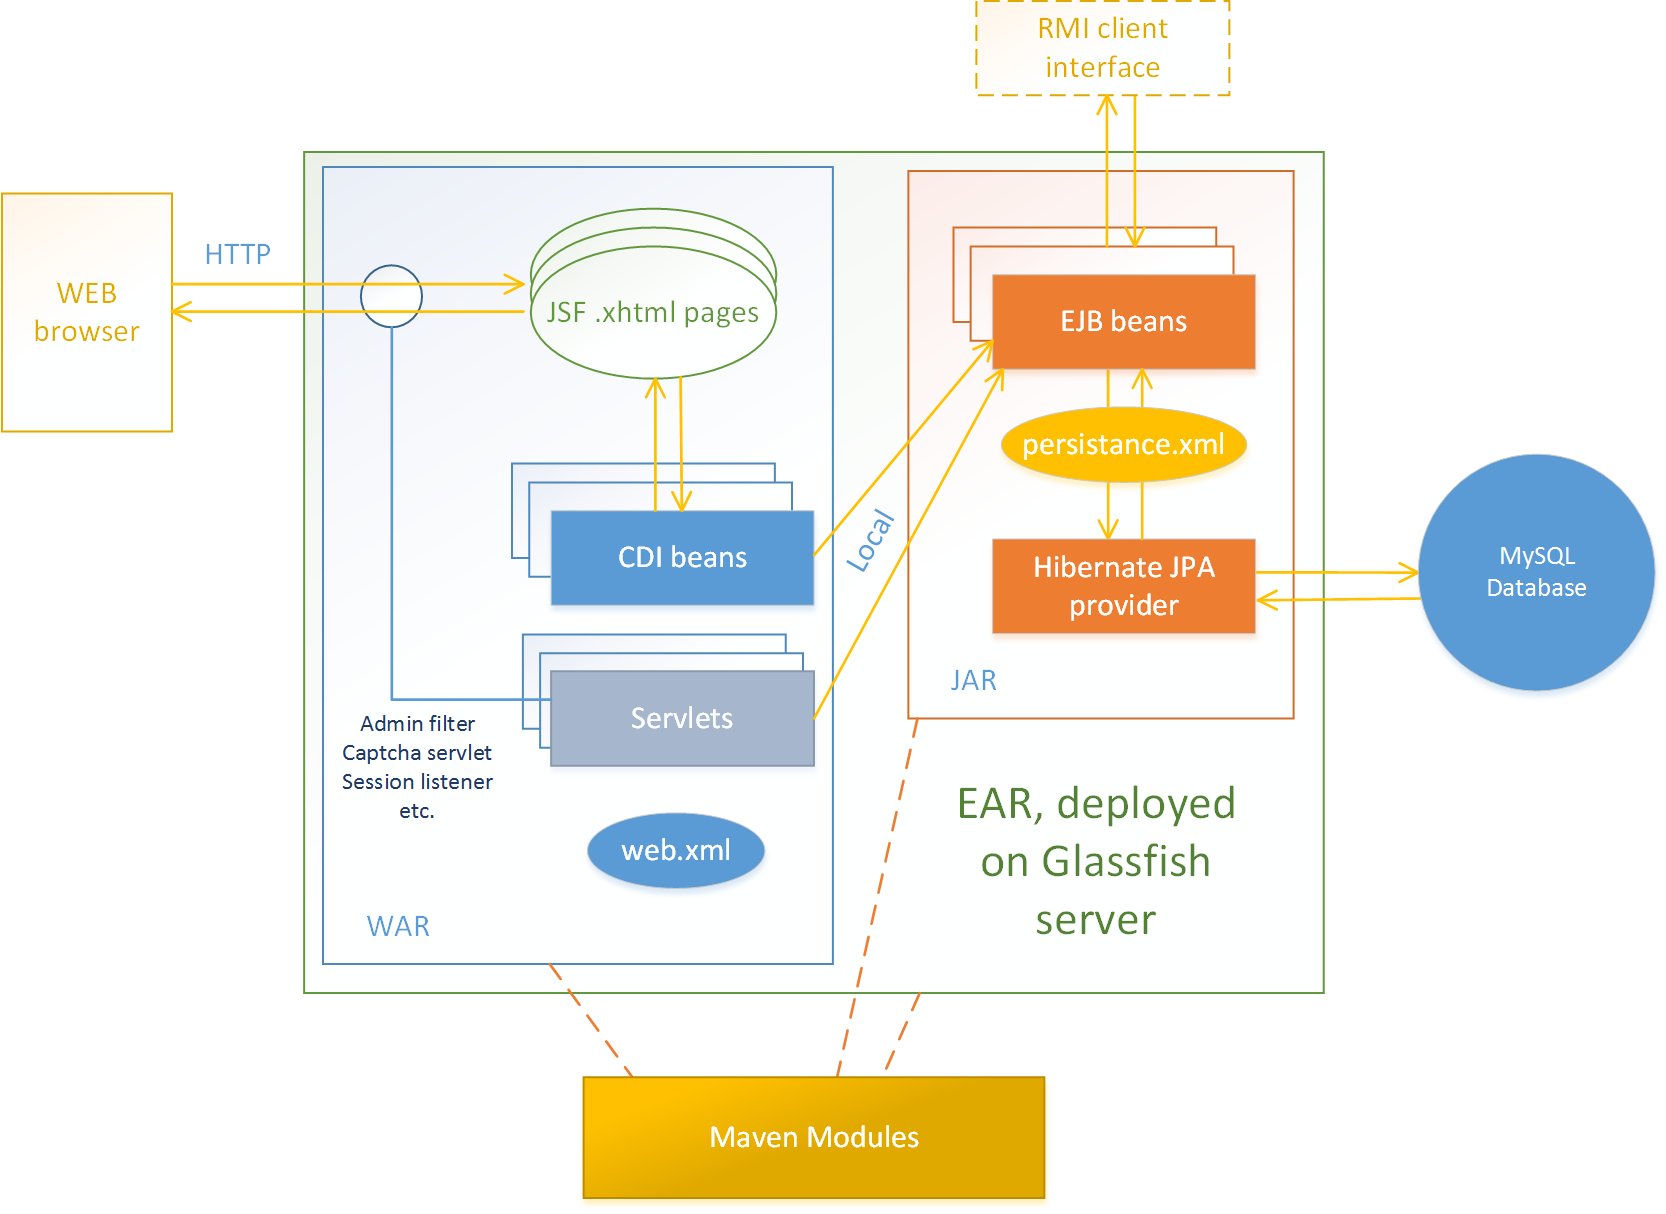 RMI client
interface
HTTP
WEB
browser
JSF .xhtml pages
EJB beans
persistance.xml
Local
CDI beans
Hibernate JPA
provider
MySQL
Database
JAR
Servlets
Admin filter
Captcha servlet
Session listener
etc.
web.xml
WAR
EAR, deployed
on Glassfish
server
Maven Modules